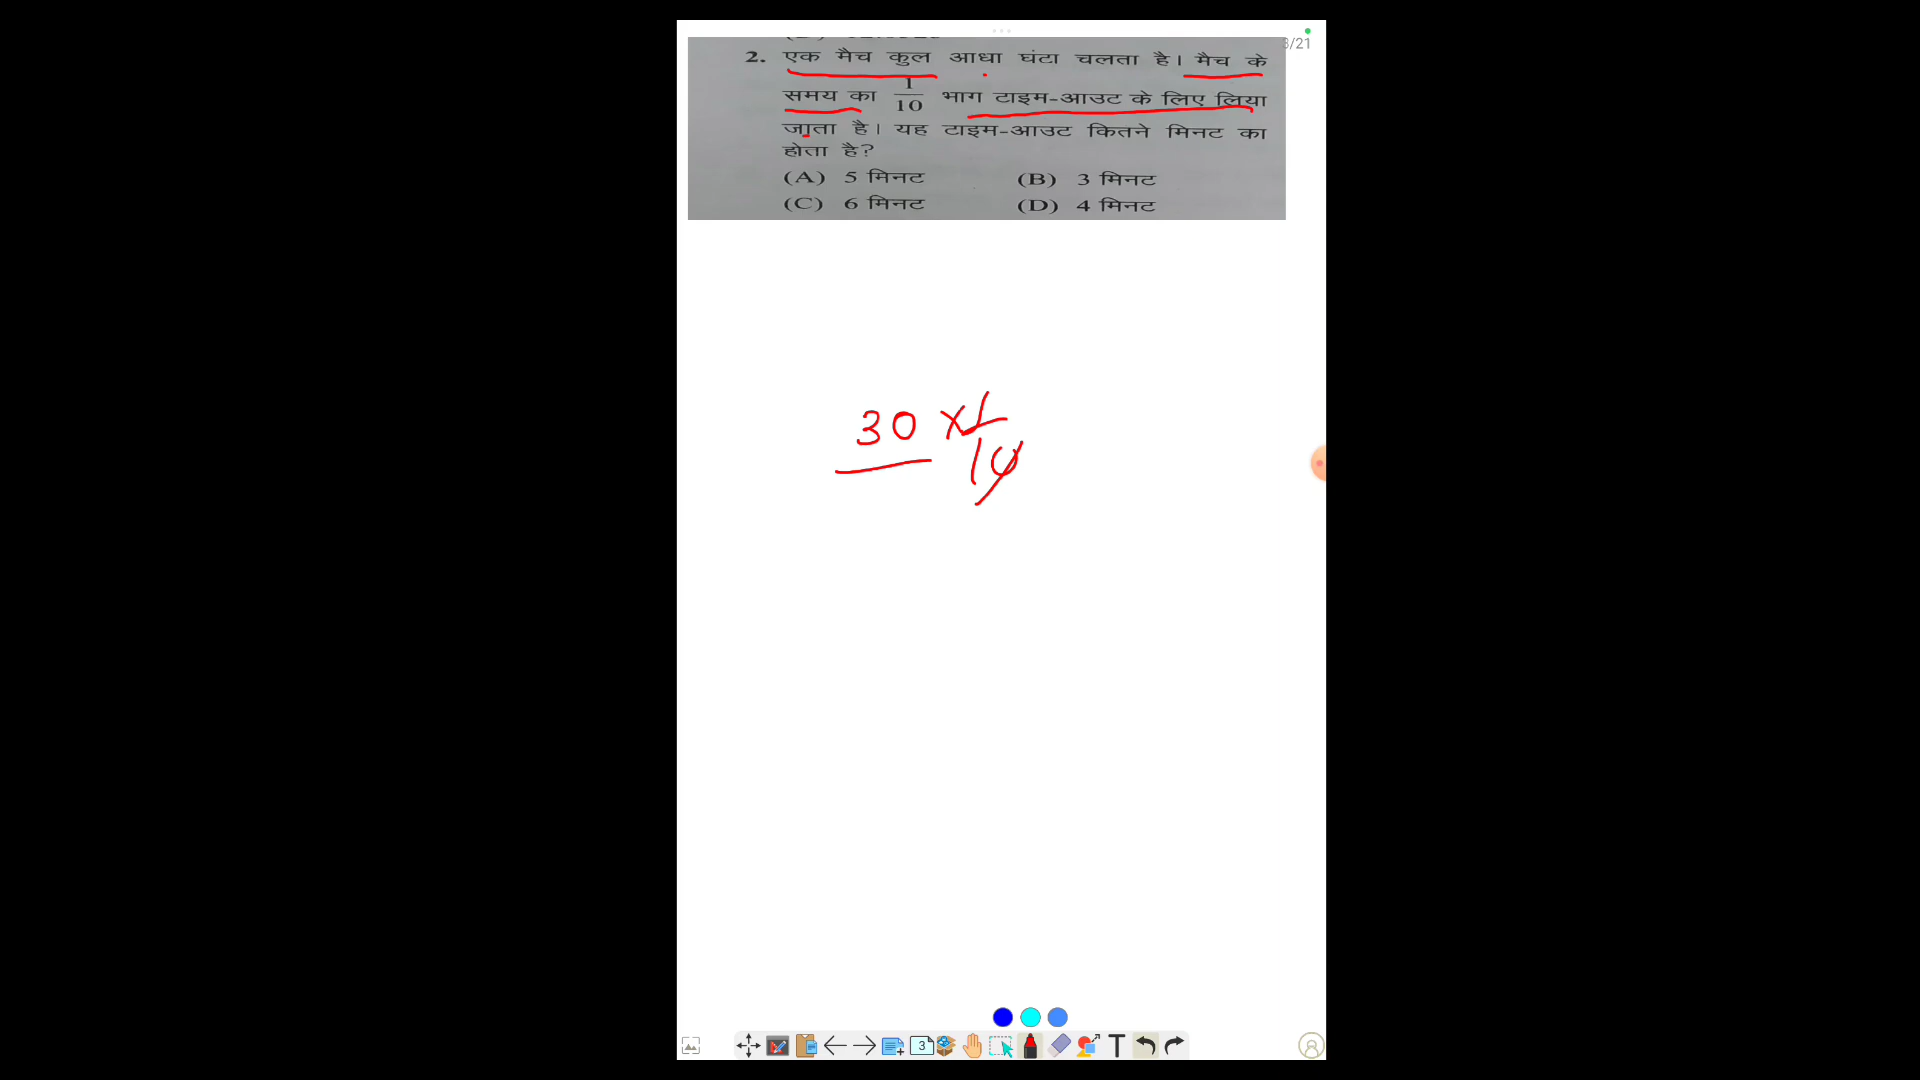 3/21
2. एक मैच कुल आधा घंटा चलता है। मैच के
समय का 1/10 भाग टाइम-आउट के लिए लिया
जाता है। यह टाइम-आउट कितने मिनट का
होता है?
(A) 5 मिनट (B) 3 मिनट
(C) 6 मिनट (D) 4 मिनट
30 x 1/10
3 T